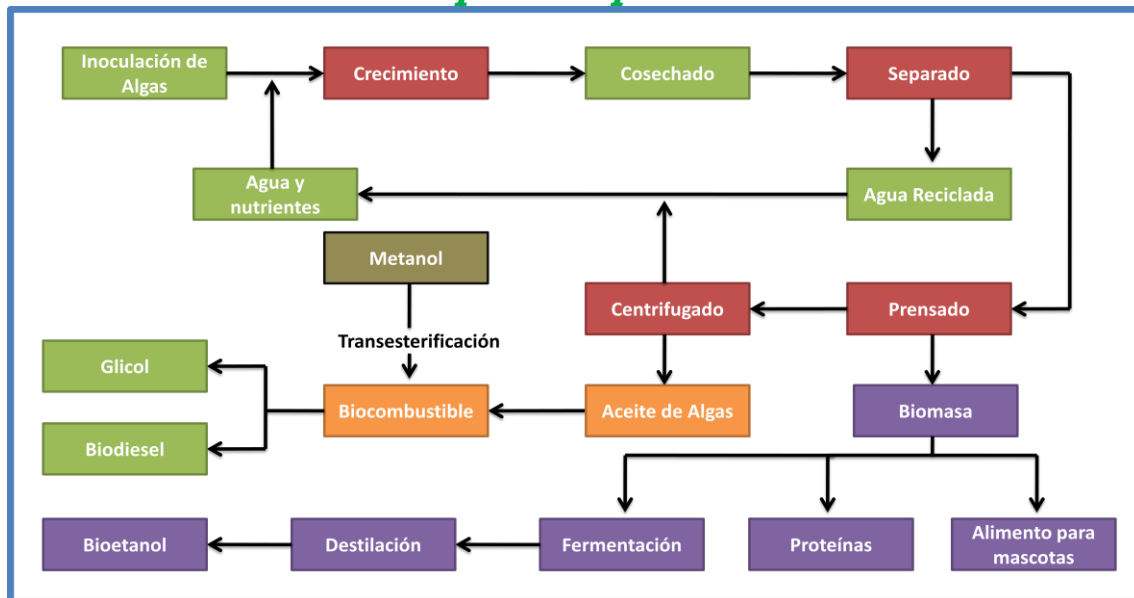 Inoculación de
Algas
Crecimiento
Cosechado
Separado
Agua y
nutrientes
Agua Reciclada
Metanol
Centrifugado
Prensado
Transesterificación
Glicol
Biocombustible
Aceite de Algas
Biomasa
Biodiesel
Bioetanol
Destilación
Fermentación
Proteínas
Alimento para
mascotas